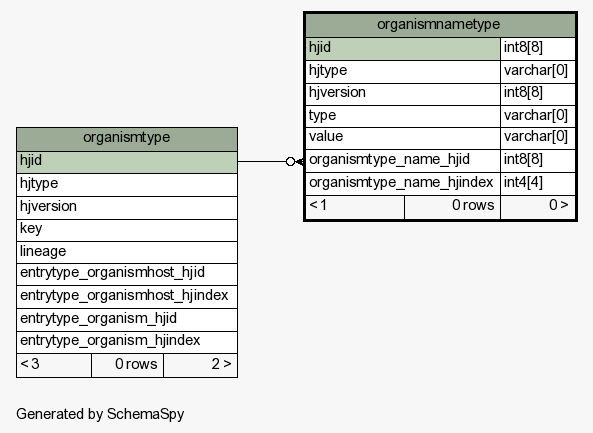 organismnametype
hjid int8[8]
hjtype varchar[0]
hjversion int8[8]
type varchar[0]
value varchar[0]
organismtype_name_hjid int8[8]
organismtype_name_hjindex int4[4]
< 1 0 rows 0 >
organismtype
hjid
hjtype
hjversion
key
lineage
entrytype_organismhost_hjid
entrytype_organismhost_hjindex
entrytype_organism_hjid
entrytype_organism_hjindex
< 3 0 rows 2 >
Generated by SchemaSpy